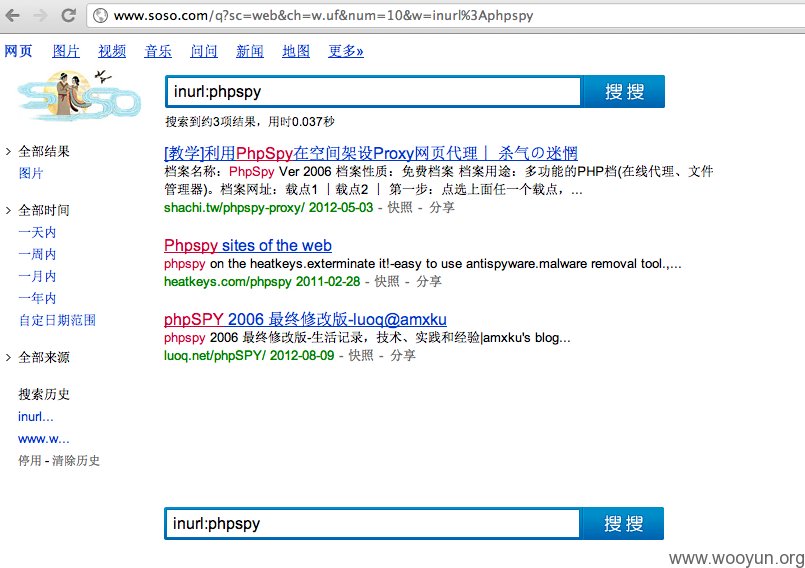 www.soso.com/q?sc=web&ch=w.uf&num=10&w=inurl%3Aphpspy
网页 图片 视频 音乐 问问 新闻 地图 更多»
SOSO
inurl:phpspy 搜搜
搜索到约3项结果，用时0.037秒
> 全部结果
图片
> 全部时间
一天内
一周内
一月内
一年内
自定日期范围
> 全部来源
搜索历史
inurl...
www.w...
停用 - 清除历史
[教学]利用PhpSpy在空间架设Proxy网页代理｜ 杀气の迷惘
档案名称：PhpSpy Ver 2006 档案性质：免费档案 档案用途：多功能的PHP档(在线代理、文件
管理器)。档案网址：载点1 ｜载点2 ｜ 第一步：点选上面任一个载点，...
shachi.tw/phpspy-proxy/ 2012-05-03 - 快照 - 分享
Phpspy sites of the web
phpspy on the heatkeys.exterminate it!-easy to use antispyware.malware removal tool.,...
heatkeys.com/phpspy 2011-02-28 - 快照 - 分享
phpSPY 2006 最终修改版-luoq@amxku
phpspy 2006 最终修改版-生活记录，技术、实践和经验|amxku's blog...
luoq.net/phpSPY/ 2012-08-09 - 快照 - 分享
inurl:phpspy 搜搜
www.wooyun.org